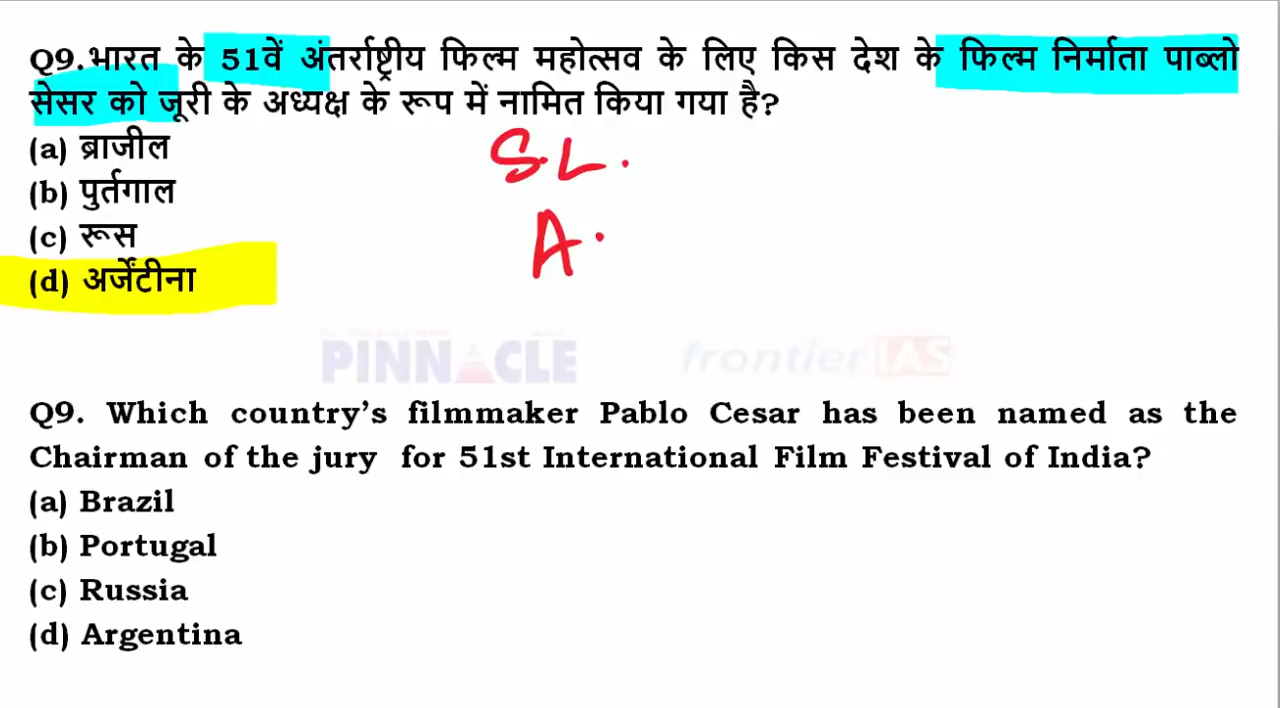 Q9.भारत के 51वें अंतर्राष्ट्रीय फिल्म महोत्सव के लिए किस देश के फिल्म निर्माता पाब्लो
सेसर को जूरी के अध्यक्ष के रूप में नामित किया गया है?
(a) ब्राजील
(b) पुर्तगाल
(c) रूस
(d) अर्जेंटीना
S.L.
A.
PINNACLE frontier IAS
Q9. Which country’s filmmaker Pablo Cesar has been named as the
Chairman of the jury for 51st International Film Festival of India?
(a) Brazil
(b) Portugal
(c) Russia
(d) Argentina